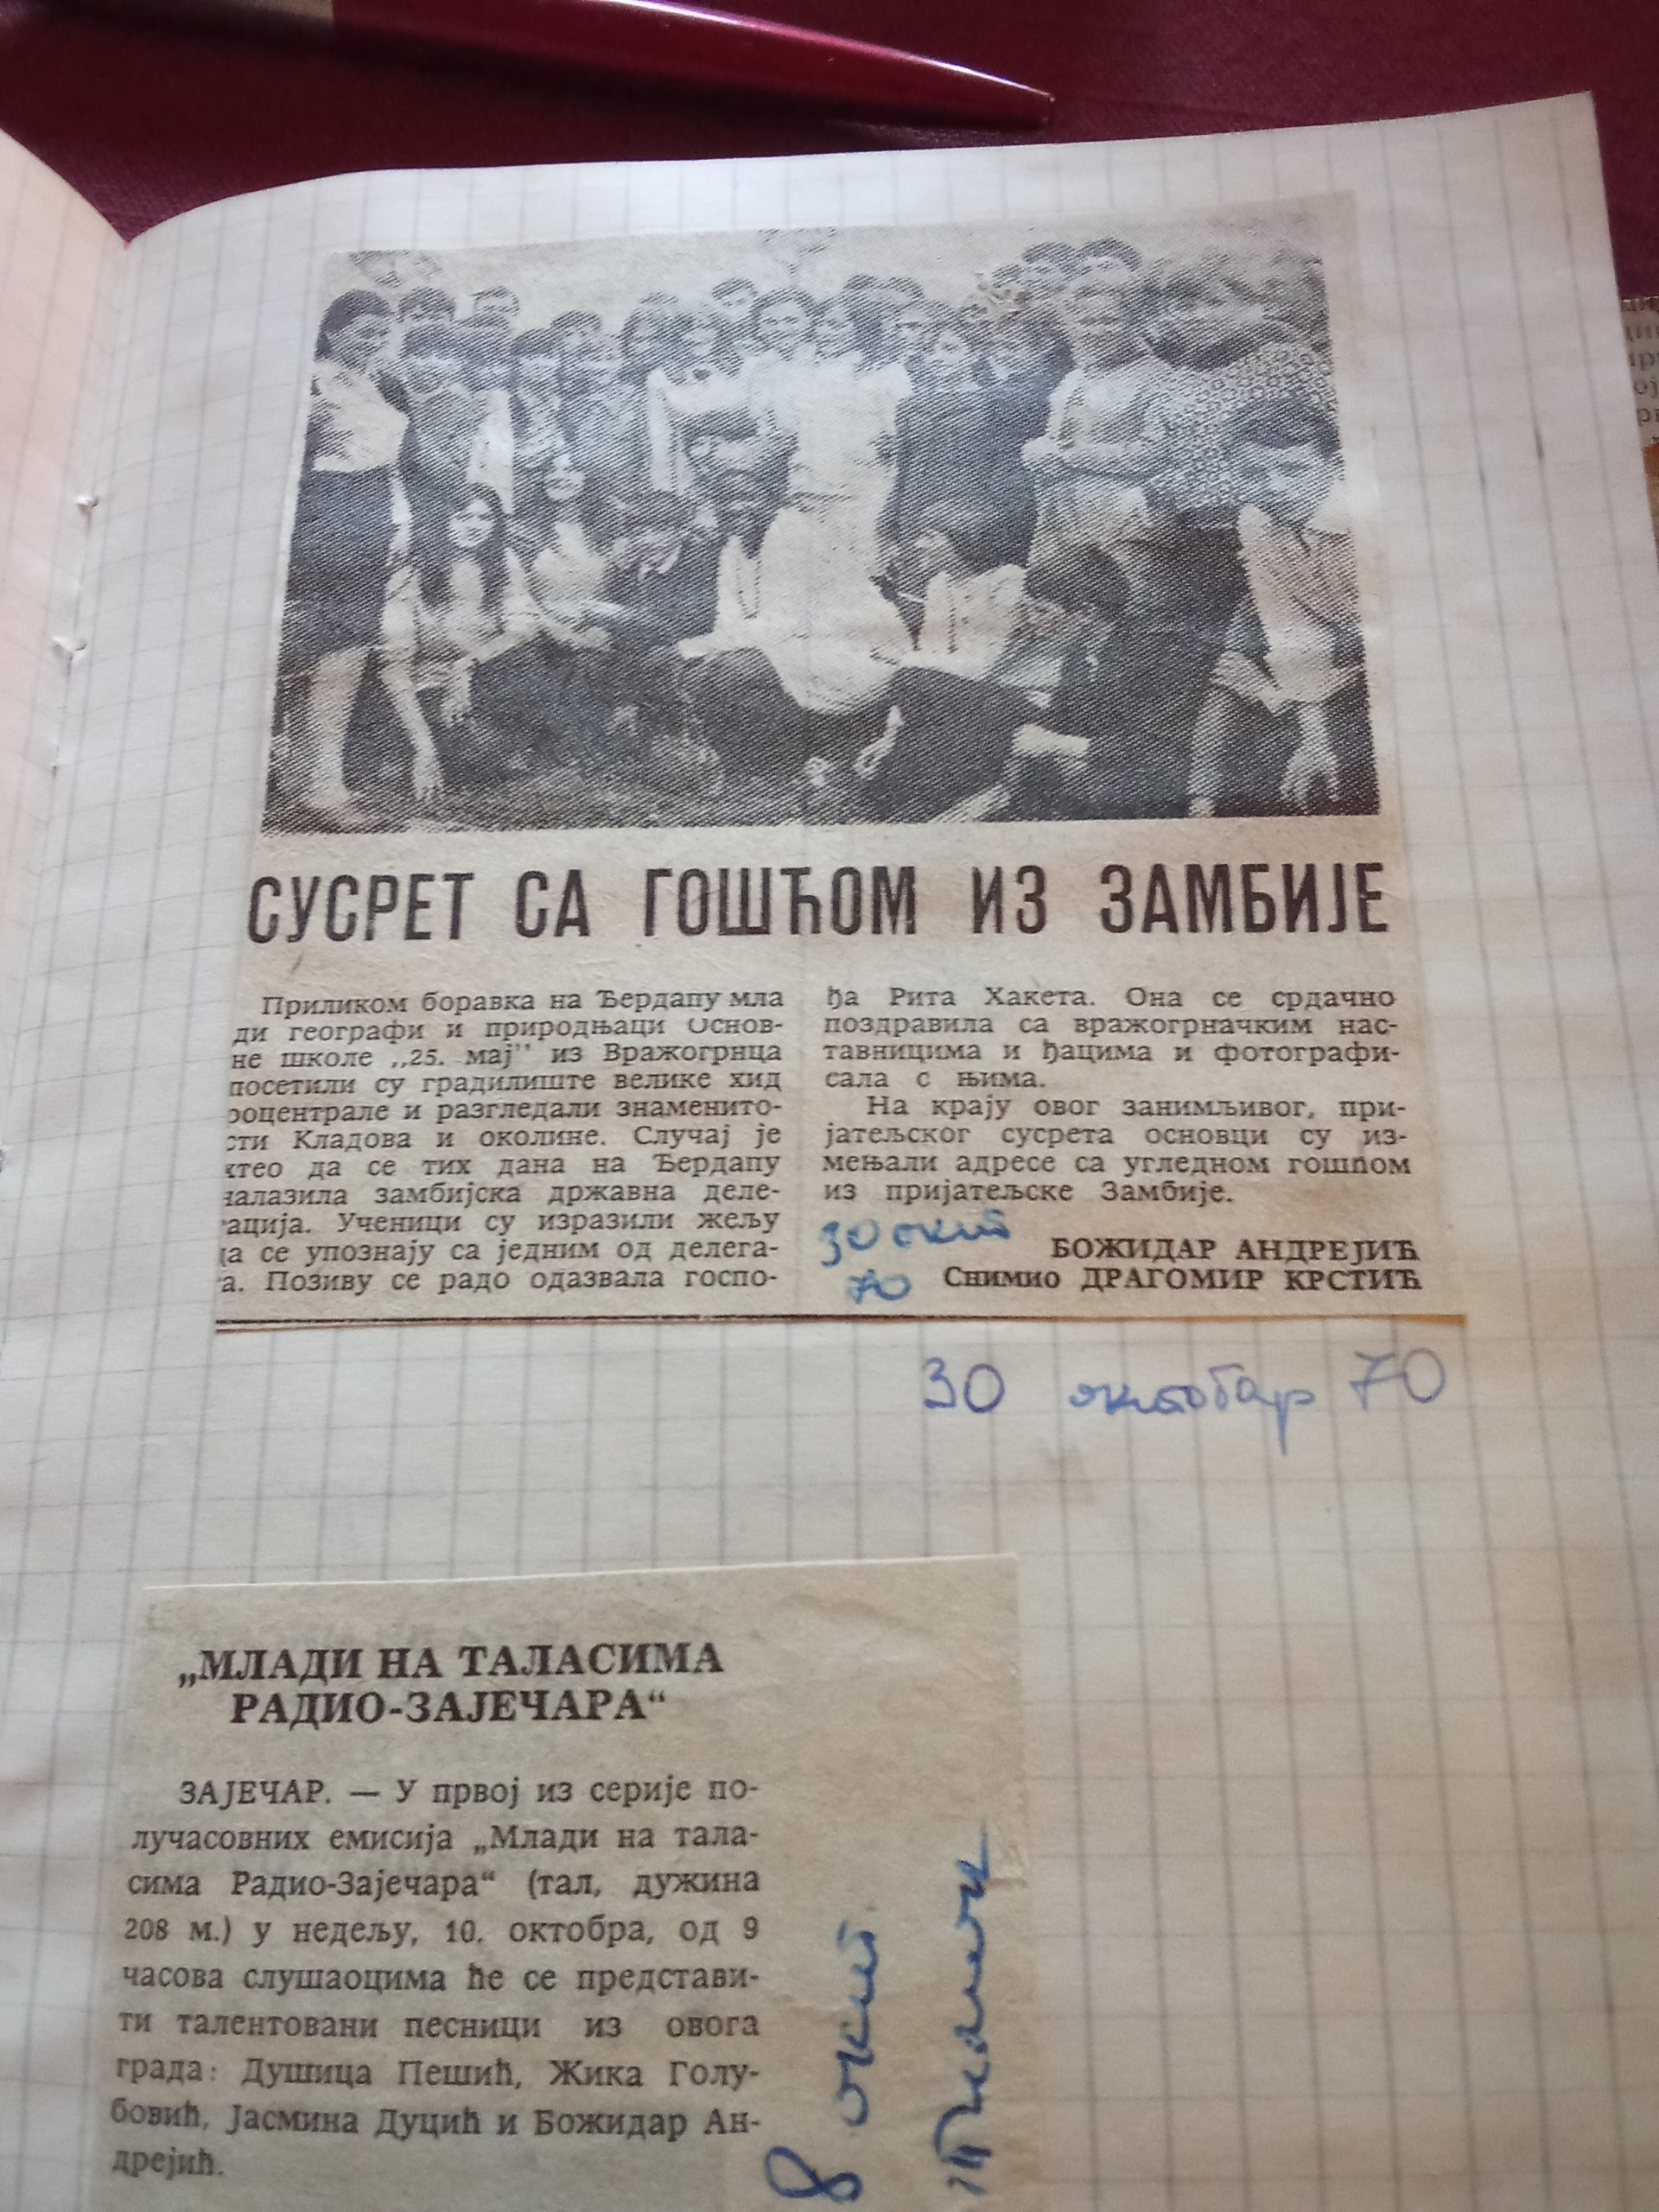 СУСРЕТ СА ГОШЋОМ ИЗ ЗАМБИЈЕ
Приликом боравка на Ђердапу мла
ди географи и природњаци Основ-
не школе „25. мај" из Вражогрнца
посетили су градилиште велике хид
роцентрале и разгледали знаменито-
сти Кладова и околине. Случај је
хтео да се тих дана на Ђердапу
налазила замбијска државна деле-
гација. Ученици су изразили жељу
да се упознају са једним од делега-
та. Позиву се радо одазвала госпо-
ђа Рита Хакета. Она се срдачно
поздравила са вражогрначким нас-
тавницима и ђацима и фотографи-
сала с њима.
На крају овог занимљивог, при-
јатељског сусрета основци су из-
мењали адресе са угледном гошћом
из пријатељске Замбије.
30 окт
70
БОЖИДАР АНДРЕЈИЋ
Снимио ДРАГОМИР КРСТИЋ
30 октобар 70
„МЛАДИ НА ТАЛАСИМА
РАДИО-ЗАЈЕЧАРА“
ЗАЈЕЧАР. — У првој из серије по-
лучасовних емисија „Млади на тала-
сима Радио-Зајечара“ (тал, дужина
208 м.) у недељу, 10. октобра, од 9
часова слушаоцима ће се представи-
ти талентовани песници из овога
града: Душица Пешић, Жика Голу-
бовић, Јасмина Дуцић и Божидар Ан-
дрејић.
8 окт.